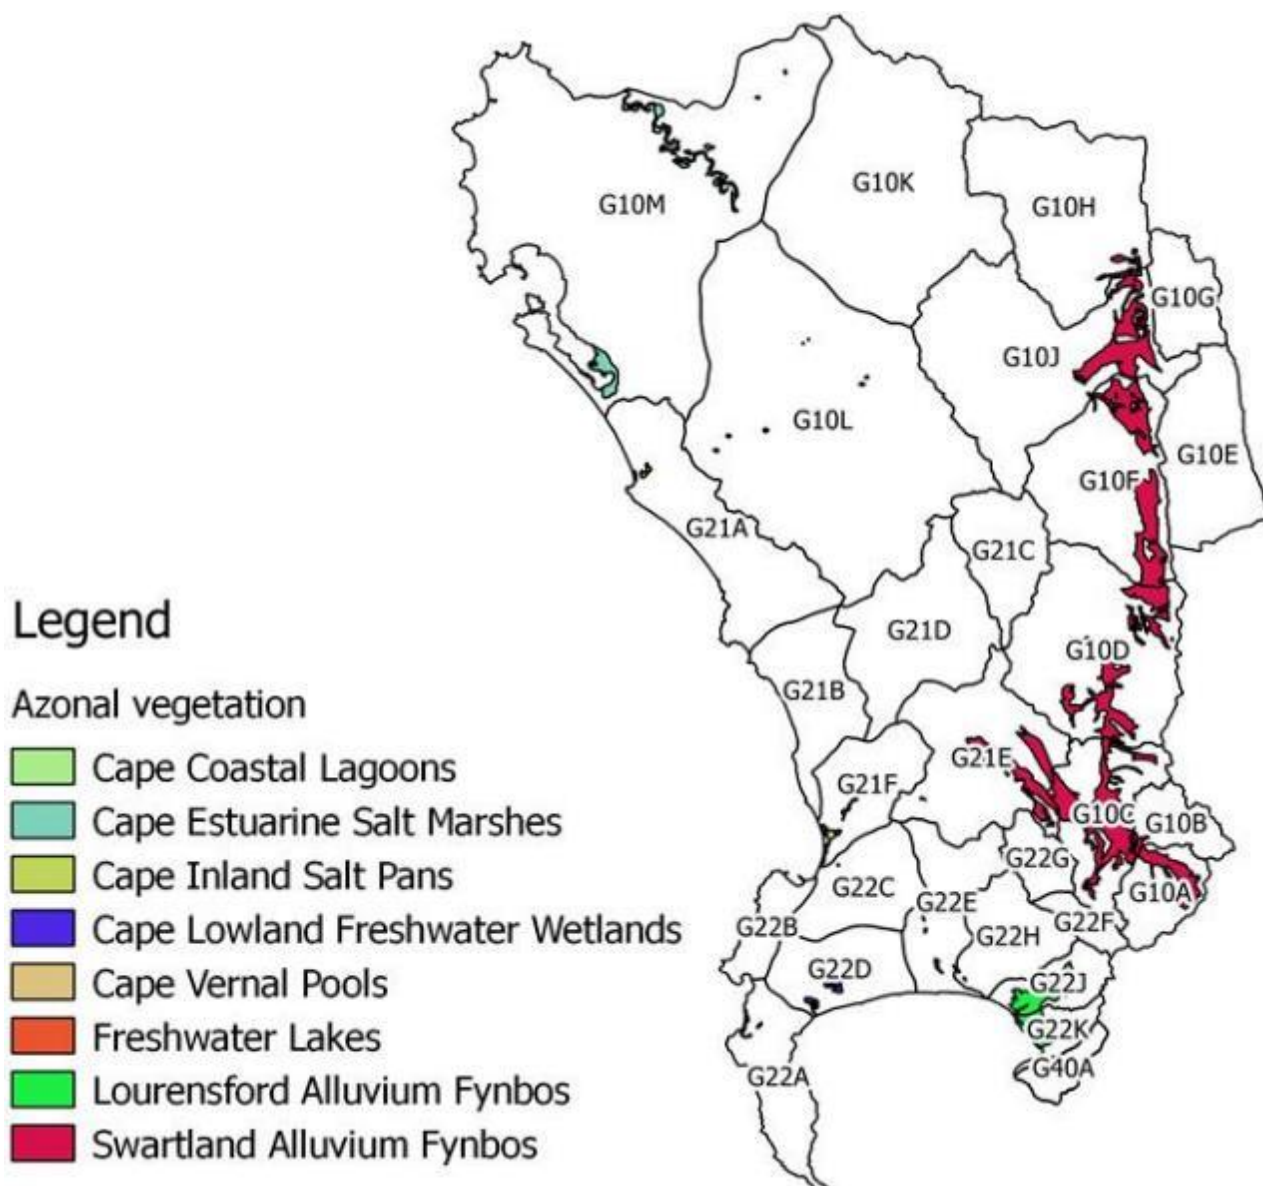 G10K
G10M
G10H
G10G
G10J
G10L
G10E
G10F
G21A
G21C
Legend
G21D
G10D
Azonal vegetation
G21B
Cape Coastal Lagoons
G21E
G21F
Cape Estuarine Salt Marshes
G10C
G10B
G22G
Cape Inland Salt Pans
G22C
G10A
G22E
Cape Lowland Freshwater Wetlands
G22B
G22H
G22F
G22D
Cape Vernal Pools
G22J
Freshwater Lakes
G22K
G22A
G40A
Lourensford Alluvium Fynbos
Swartland Alluvium Fynbos